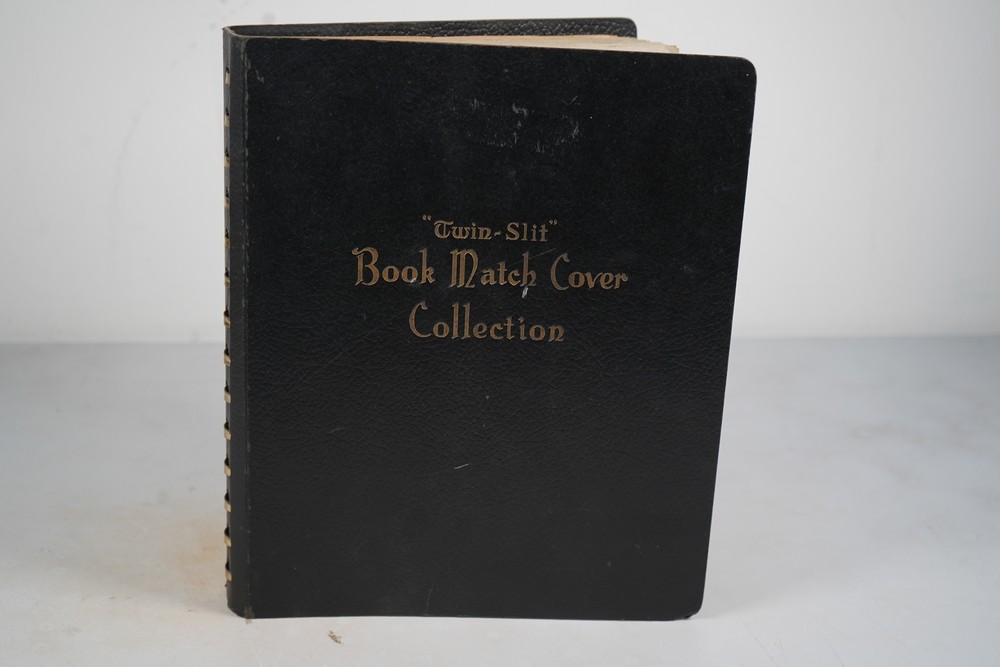 "Twin-Slit"
Book Match Cover
Collection